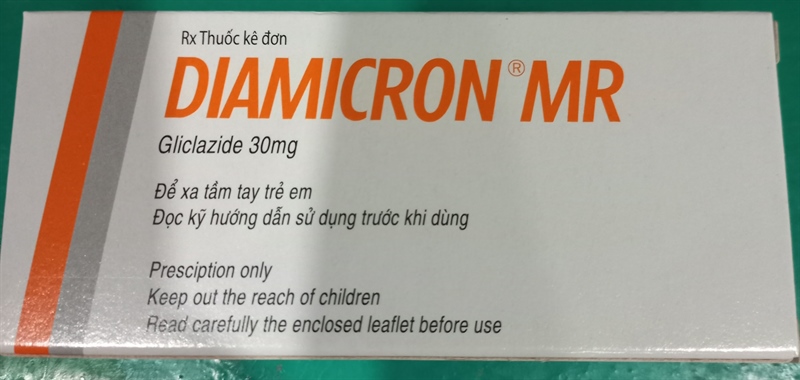 Rx Thuốc kê đơn
DIAMICRON® MR
Gliclazide 30mg
Để xa tầm tay trẻ em
Đọc kỹ hướng dẫn sử dụng trước khi dùng
Presciption only
Keep out the reach of children
Read carefully the enclosed leaflet before use